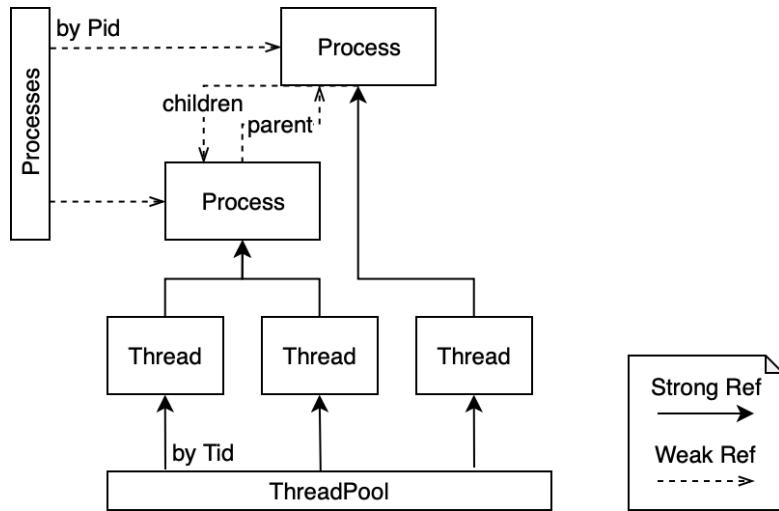 by Pid
Process
Processes
children
parent
Process
Thread
Thread
Thread
by Tid
ThreadPool
Strong Ref
Weak Ref